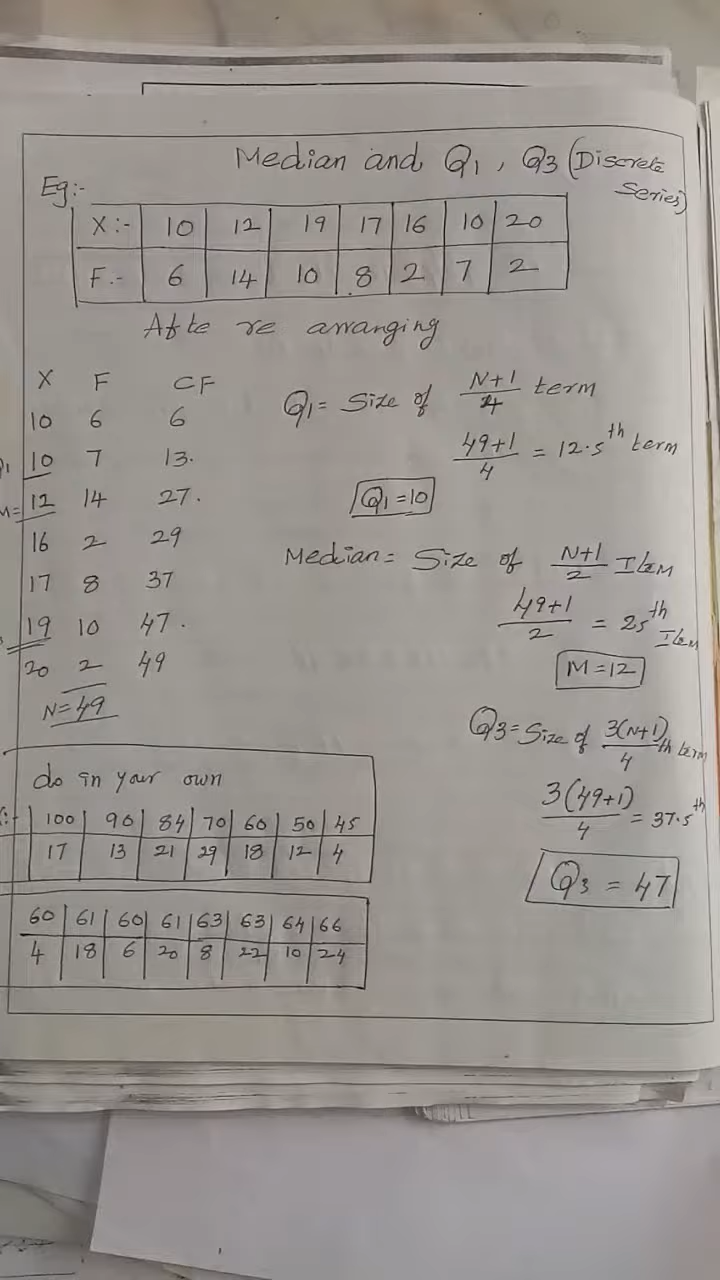 Median and Q1, Q3 (Discrete Series)
Eg:-
X:- 10 12 19 17 16 10 20
F:- 6 14 10 8 2 7 2
Afte re arranging
X F CF
10 6 6
10 7 13.
M= 12 14 27.
16 2 29
17 8 37
19 10 47.
20 2 49
N=49
Q1= Size of N+1/4 term
49+1/4 = 12.5th term
Q1=10
Median= Size of N+1/2 Item
49+1/2 = 25th Item
M=12
Q3=Size of 3(N+1)/4 th term
3(49+1)/4 = 37.5th
Q3 = 47
do in your own
100 90 84 70 60 50 45
17 13 21 29 18 12 4
60 61 60 61 63 63 64 66
4 18 6 20 8 22 10 24